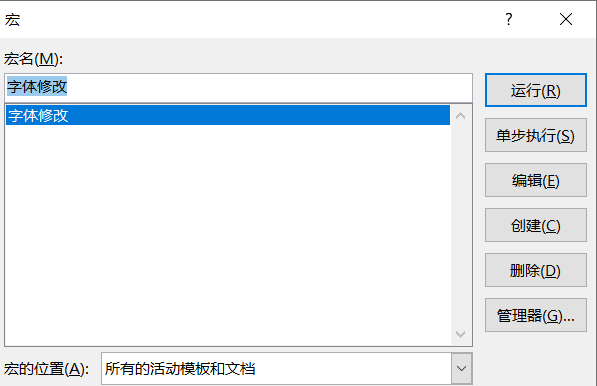 宏
?
宏名(M):
字体修改
字体修改
运行(R)
单步执行(S)
编辑(E)
创建(C)
删除(D)
管理器(G)...
宏的位置(A):
所有的活动模板和文档